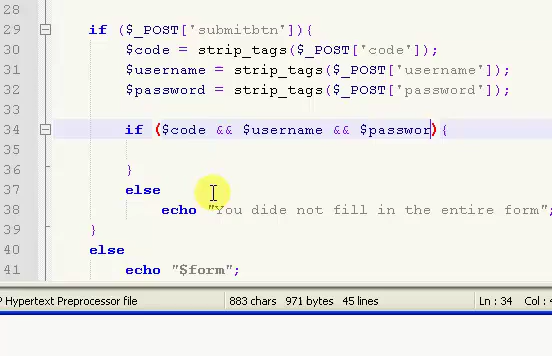 28
29 if ($_POST['submitbtn']){
30 $code = strip_tags($_POST['code']);
31 $username = strip_tags($_POST['username']);
32 $password = strip_tags($_POST['password']);
33
34 if ($code && $username && $passwor){
35
36 }
37 else
38 echo "You dide not fill in the entire form";
39 }
40 else
41 echo "$form";
P Hypertext Preprocessor file 883 chars 971 bytes 45 lines Ln : 34 Col :